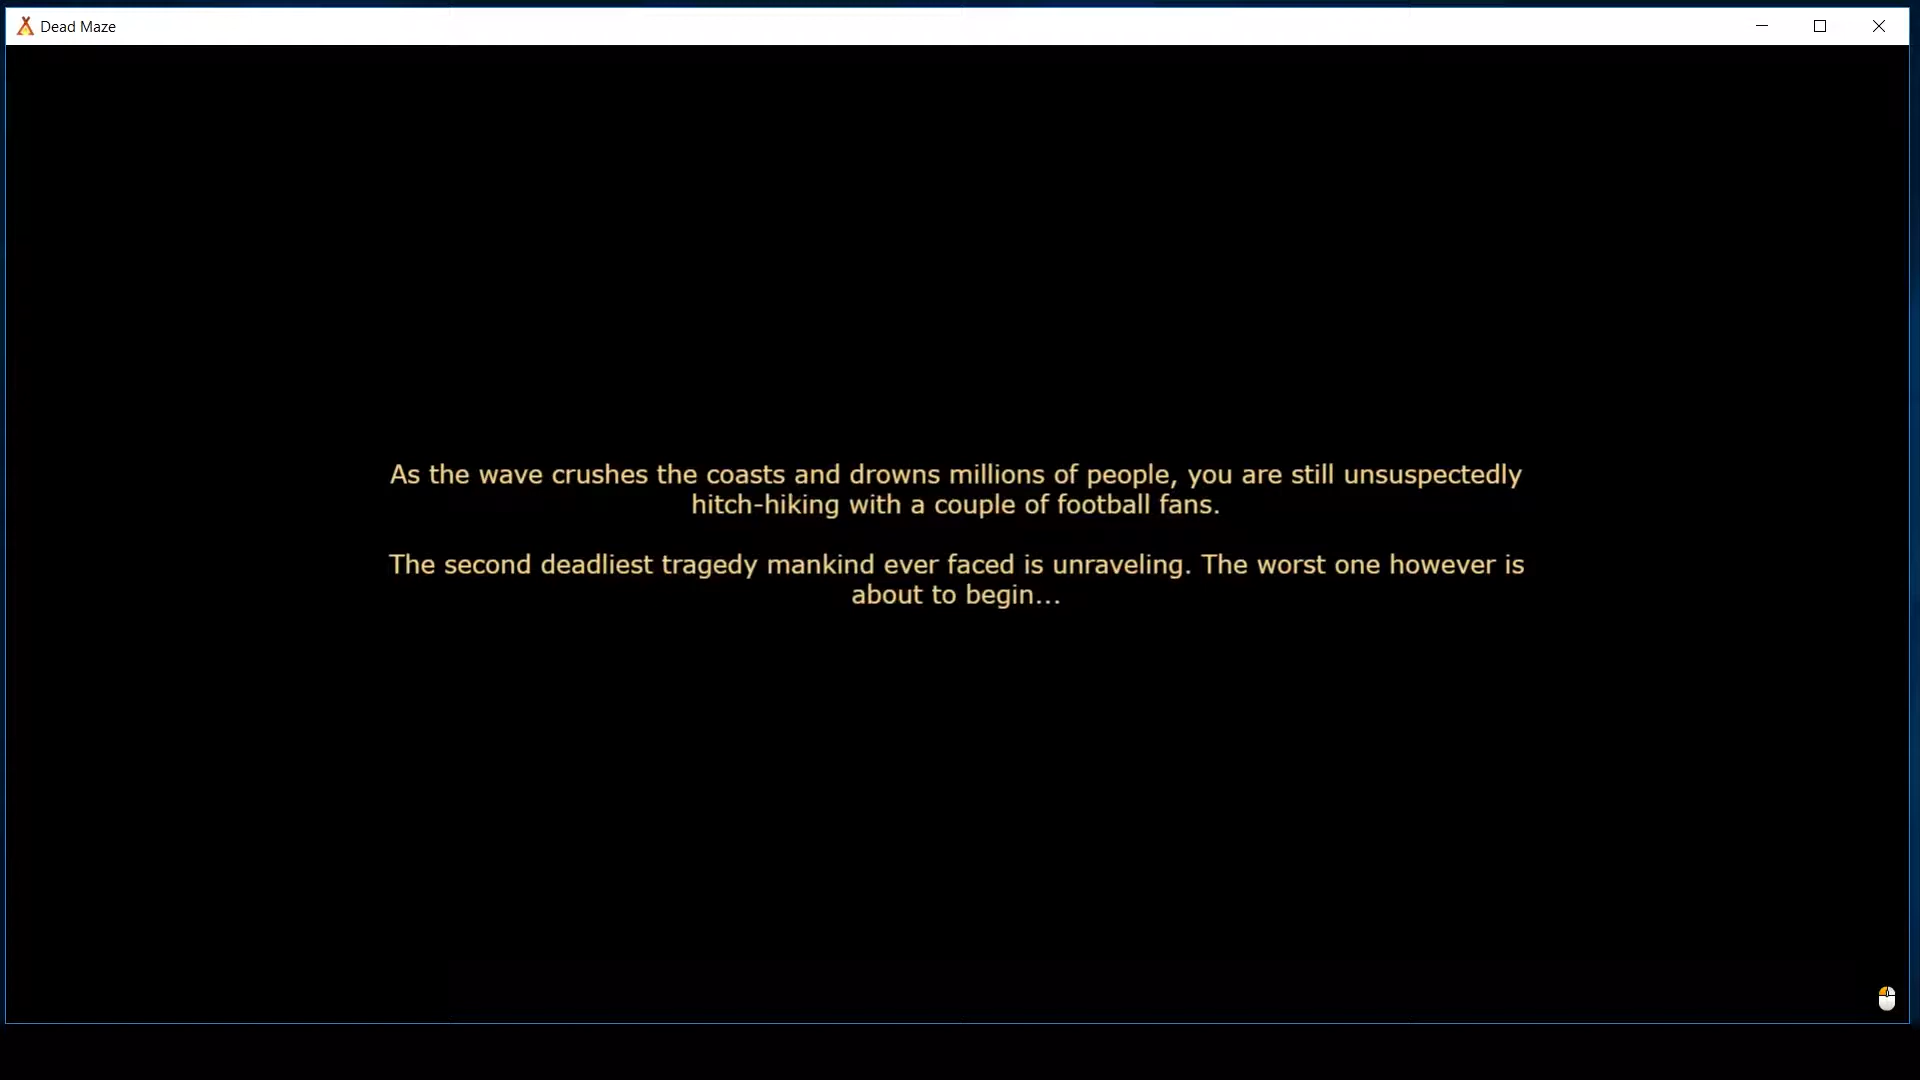 Dead Maze
As the wave crushes the coasts and drowns millions of people, you are still unsuspectedly
hitch-hiking with a couple of football fans.
The second deadliest tragedy mankind ever faced is unraveling. The worst one however is
about to begin...